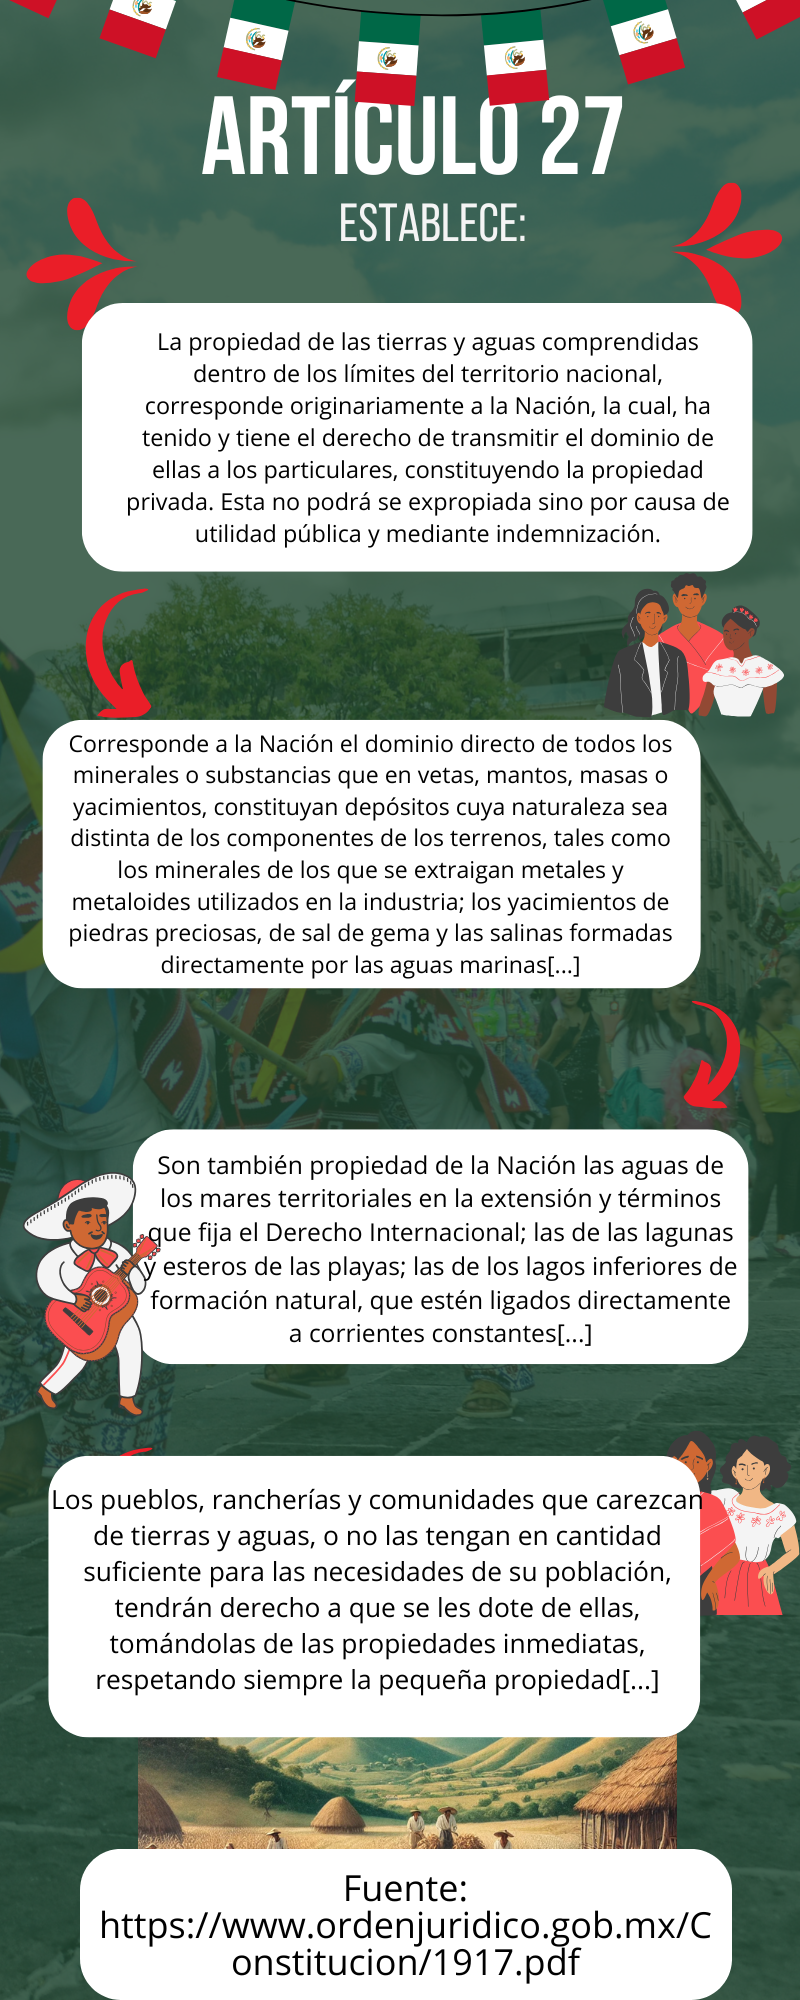 ARTÍCULO 27
ESTABLECE:
La propiedad de las tierras y aguas comprendidas
dentro de los límites del territorio nacional,
corresponde originariamente a la Nación, la cual, ha
tenido y tiene el derecho de transmitir el dominio de
ellas a los particulares, constituyendo la propiedad
privada. Esta no podrá se expropiada sino por causa de
utilidad pública y mediante indemnización.
Corresponde a la Nación el dominio directo de todos los
minerales o substancias que en vetas, mantos, masas o
yacimientos, constituyan depósitos cuya naturaleza sea
distinta de los componentes de los terrenos, tales como
los minerales de los que se extraigan metales y
metaloides utilizados en la industria; los yacimientos de
piedras preciosas, de sal de gema y las salinas formadas
directamente por las aguas marinas[...]
Son también propiedad de la Nación las aguas de
los mares territoriales en la extensión y términos
que fija el Derecho Internacional; las de las lagunas
y esteros de las playas; las de los lagos inferiores de
formación natural, que estén ligados directamente
a corrientes constantes[...]
Los pueblos, rancherías y comunidades que carezcan
de tierras y aguas, o no las tengan en cantidad
suficiente para las necesidades de su población,
tendrán derecho a que se les dote de ellas,
tomándolas de las propiedades inmediatas,
respetando siempre la pequeña propiedad[...]
Fuente:
https://www.ordenjuridico.gob.mx/C
onstitucion/1917.pdf